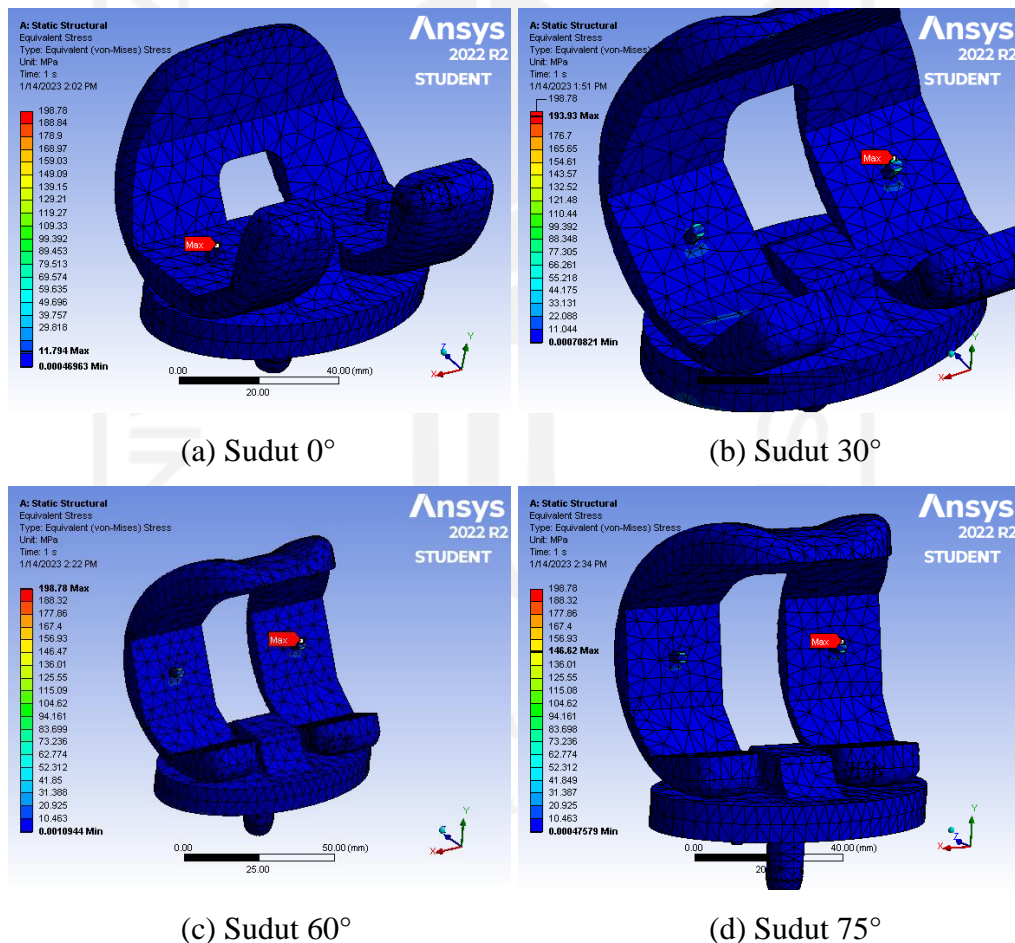 A: Static Structural
Equivalent Stress
Type: Equivalent (von-Mises) Stress
Unit: MPa
Time: 1 s
1/14/2023 2:02 PM
Ansys
2022 R2
STUDENT
198.78
188.84
178.9
168.97
159.03
149.09
139.15
129.21
119.27
109.33
99.392
89.453
79.513
69.574
59.635
49.696
39.757
29.818
11.794 Max
0.00046963 Min
Max
0.00
40.00 (mm)
20.00
Z
Y
X
(a) Sudut 0°
A: Static Structural
Equivalent Stress
Type: Equivalent (von-Mises) Stress
Unit: MPa
Time: 1 s
1/14/2023 1:51 PM
Ansys
2022 R2
STUDENT
198.78
193.93 Max
176.7
165.65
154.61
143.57
132.52
121.48
110.44
99.392
88.348
77.305
66.261
55.218
44.175
33.131
22.088
11.044
0.00070821 Min
Max
Z
Y
X
(b) Sudut 30°
A: Static Structural
Equivalent Stress
Type: Equivalent (von-Mises) Stress
Unit: MPa
Time: 1 s
1/14/2023 2:22 PM
Ansys
2022 R2
STUDENT
198.78 Max
188.32
177.86
167.4
156.93
146.47
136.01
125.55
115.09
104.62
94.161
83.699
73.236
62.774
52.312
41.85
31.387
20.925
10.463
0.0010944 Min
Max
0.00
50.00 (mm)
25.00
Y
X
(c) Sudut 60°
A: Static Structural
Equivalent Stress
Type: Equivalent (von-Mises) Stress
Unit: MPa
Time: 1 s
1/14/2023 2:34 PM
Ansys
2022 R2
STUDENT
198.78
188.32
177.86
167.4
156.93
146.62 Max
136.01
125.55
115.08
104.62
94.161
83.698
73.236
62.774
52.312
41.849
31.387
20.925
10.463
0.00047579 Min
Max
0.00
40.00 (mm)
Z
Y
X
(d) Sudut 75°